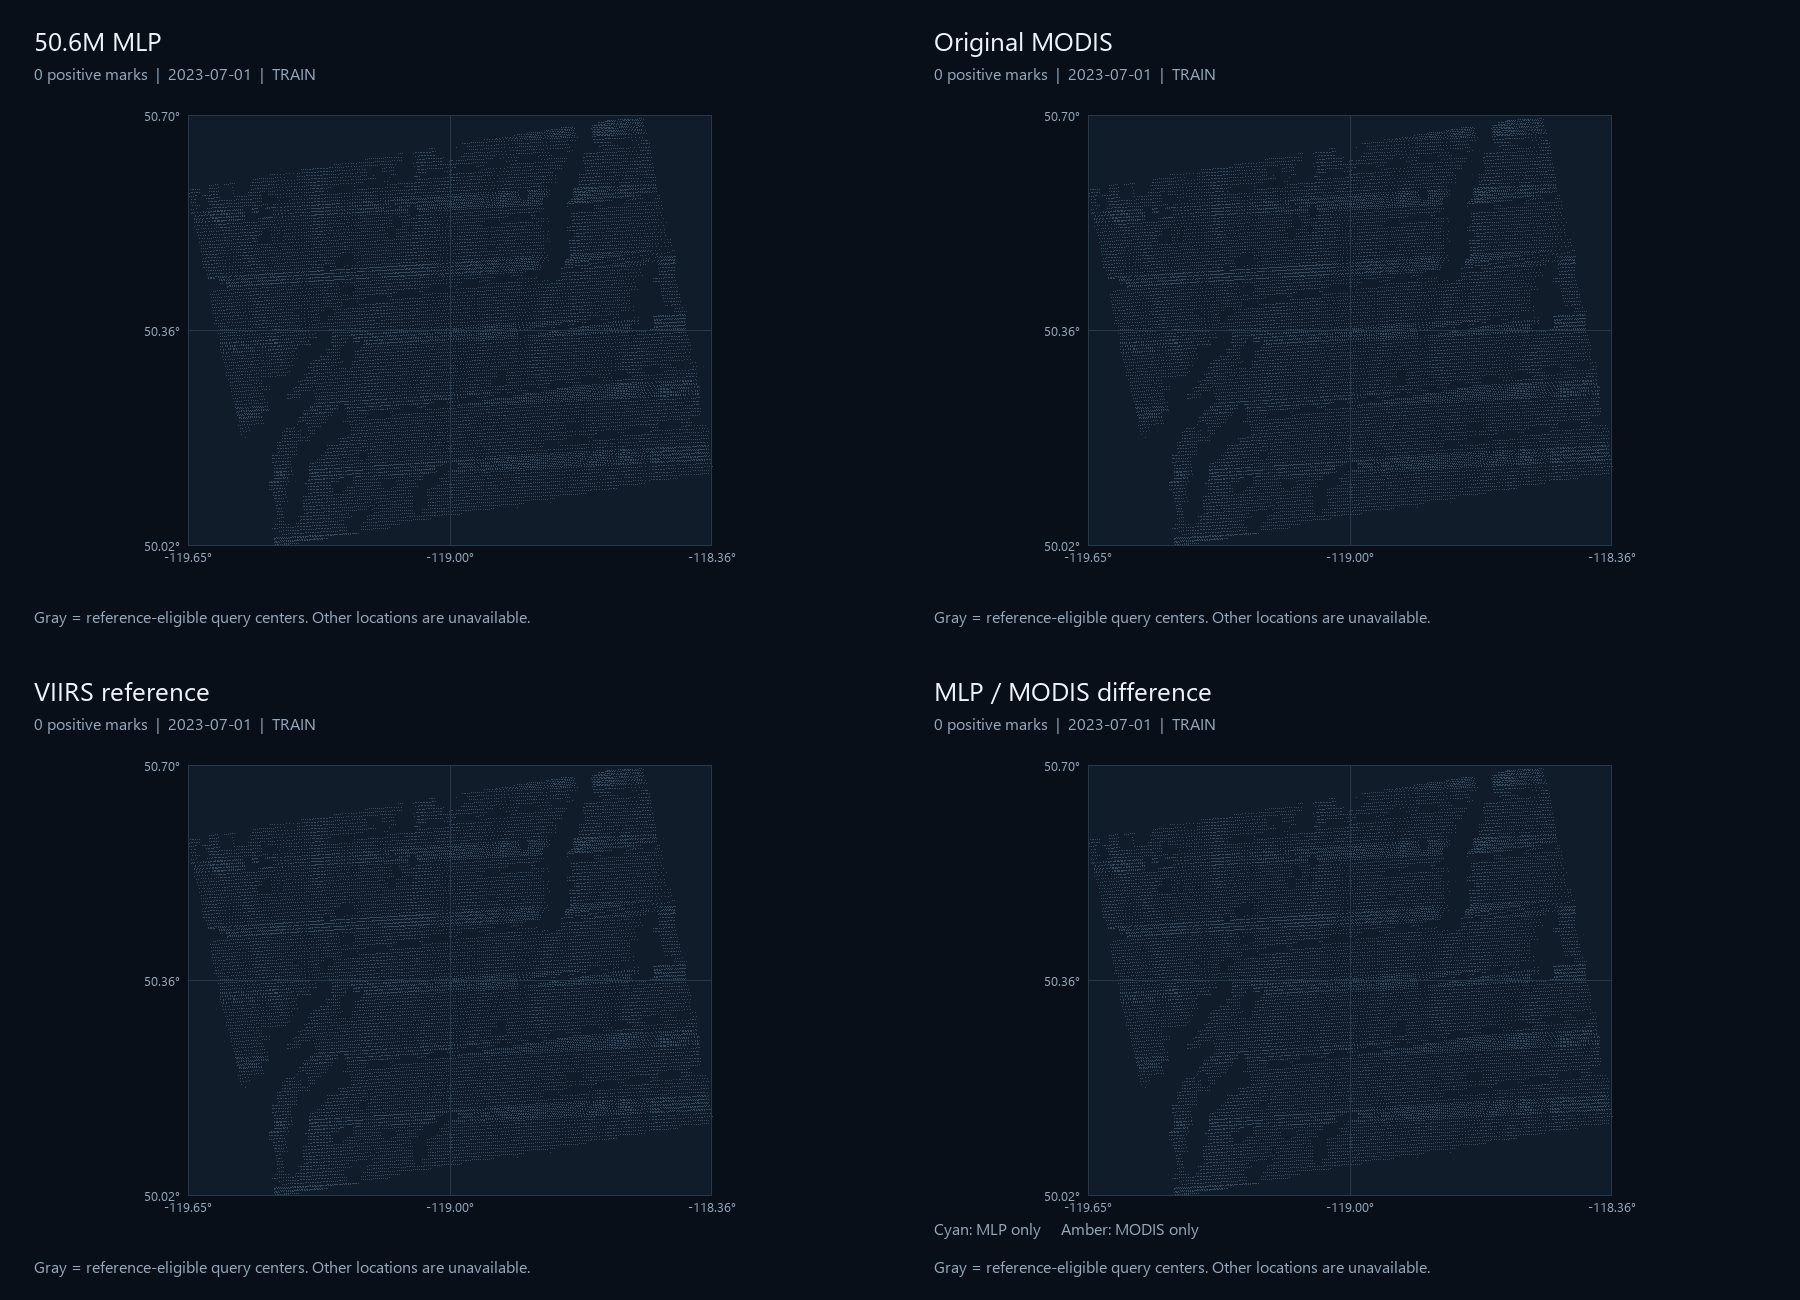 50.6M MLP
0 positive marks | 2023-07-01 | TRAIN
50.70°
50.36°
50.02°
-119.65°
-119.00°
-118.36°
Gray = reference-eligible query centers. Other locations are unavailable.
Original MODIS
0 positive marks | 2023-07-01 | TRAIN
50.70°
50.36°
50.02°
-119.65°
-119.00°
-118.36°
Gray = reference-eligible query centers. Other locations are unavailable.
VIIRS reference
0 positive marks | 2023-07-01 | TRAIN
50.70°
50.36°
50.02°
-119.65°
-119.00°
-118.36°
Gray = reference-eligible query centers. Other locations are unavailable.
MLP / MODIS difference
0 positive marks | 2023-07-01 | TRAIN
50.70°
50.36°
50.02°
-119.65°
-119.00°
-118.36°
Cyan: MLP only Amber: MODIS only
Gray = reference-eligible query centers. Other locations are unavailable.